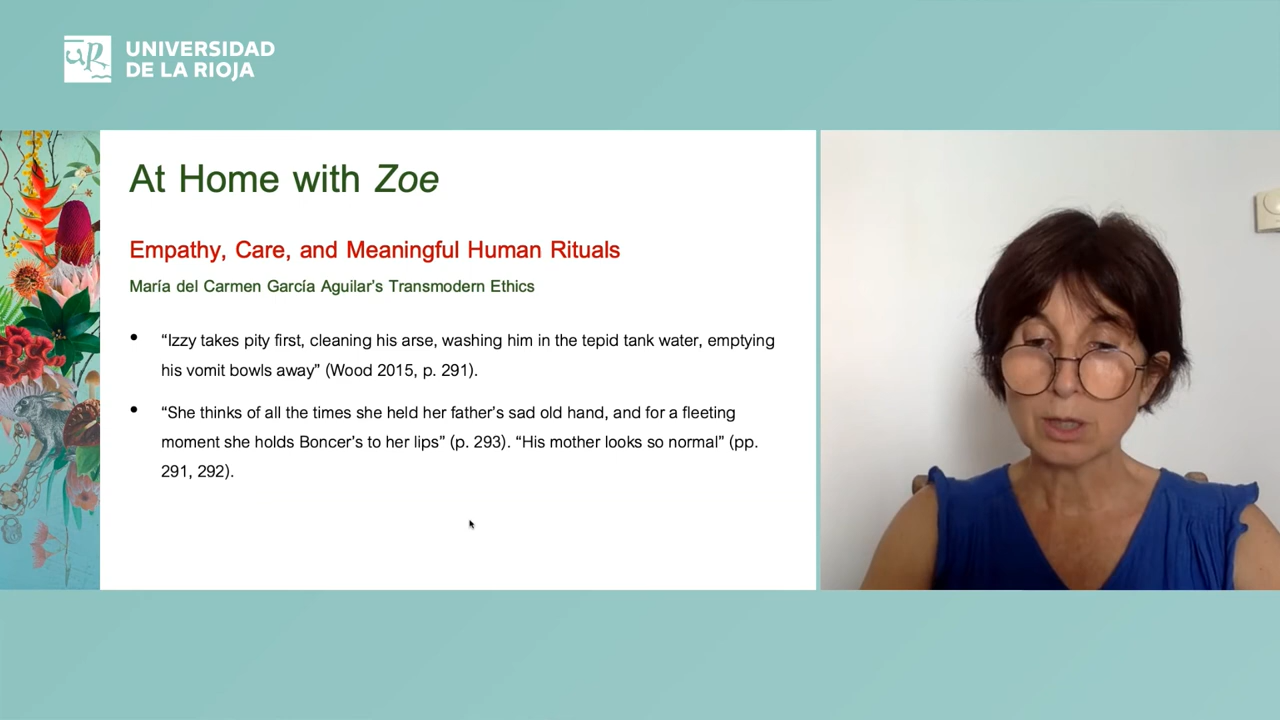 UNIVERSIDAD
DE LA RIOJA
At Home with Zoe
Empathy, Care, and Meaningful Human Rituals
María del Carmen García Aguilar’s Transmodern Ethics
• “Izzy takes pity first, cleaning his arse, washing him in the tepid tank water, emptying
his vomit bowls away” (Wood 2015, p. 291).
• “She thinks of all the times she held her father’s sad old hand, and for a fleeting
moment she holds Boncer’s to her lips” (p. 293). “His mother looks so normal” (pp.
291, 292).